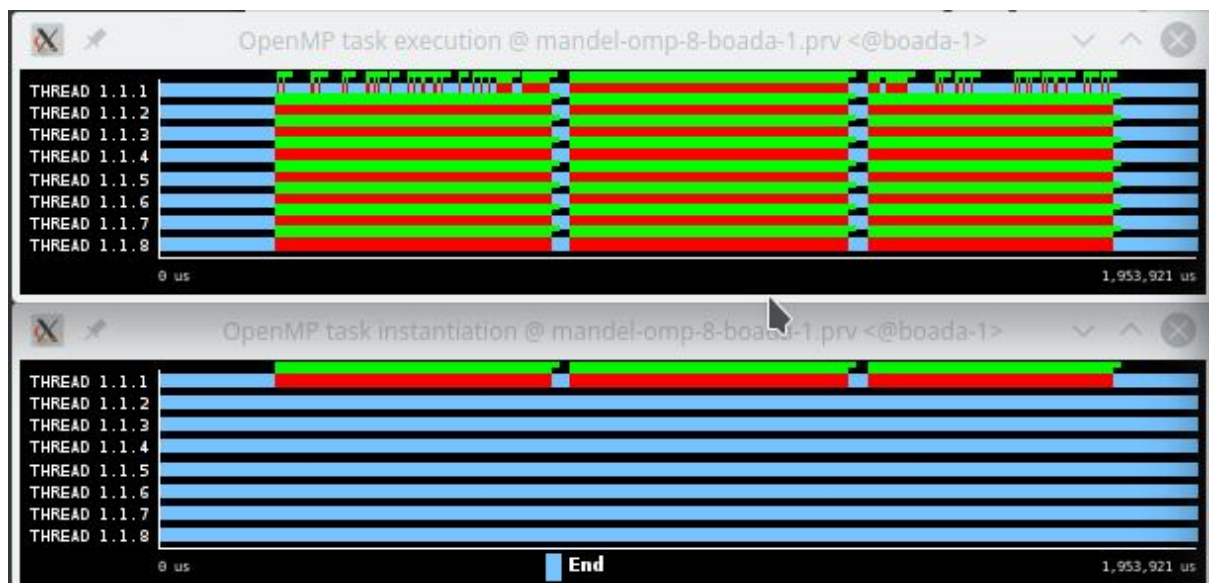 OpenMP task execution @ mandel-omp-8-boada-1.prv <@boada-1>
THREAD 1.1.1
THREAD 1.1.2
THREAD 1.1.3
THREAD 1.1.4
THREAD 1.1.5
THREAD 1.1.6
THREAD 1.1.7
THREAD 1.1.8
0 us 1,953,921 us
OpenMP task instantiation @ mandel-omp-8-boada-1.prv <@boada-1>
THREAD 1.1.1
THREAD 1.1.2
THREAD 1.1.3
THREAD 1.1.4
THREAD 1.1.5
THREAD 1.1.6
THREAD 1.1.7
THREAD 1.1.8
0 us End 1,953,921 us